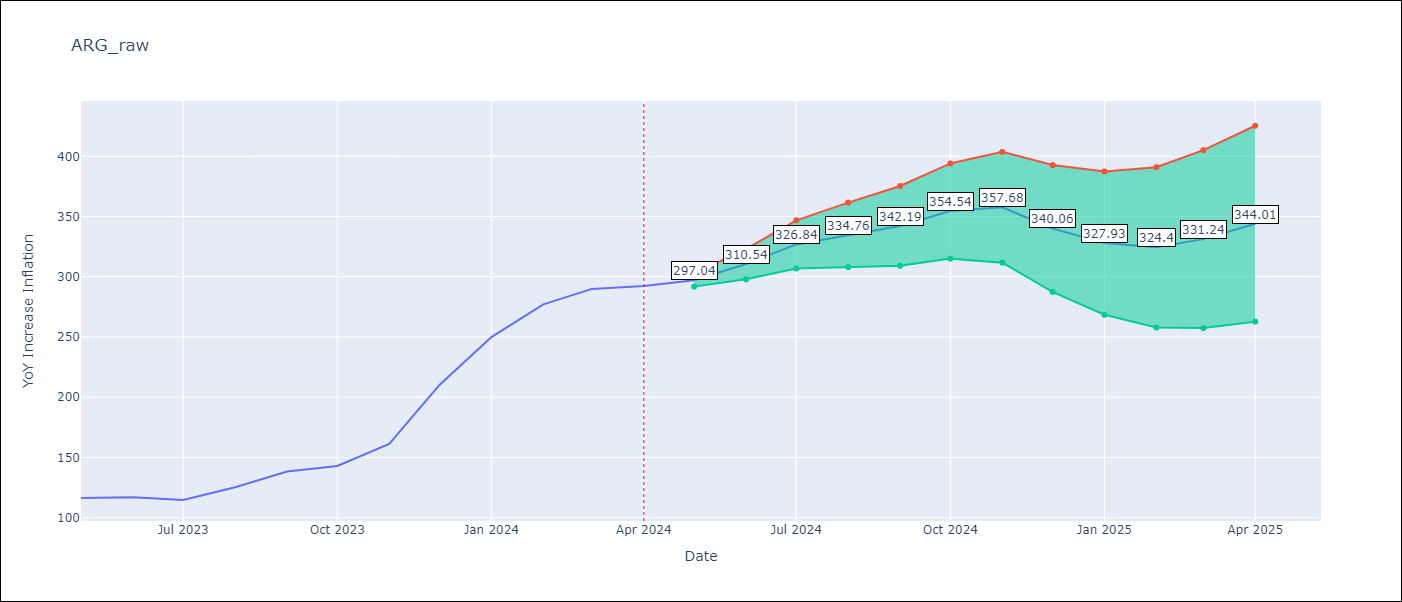 ARG_raw
YoY Increase Inflation
400
350
300
250
200
150
100
297.04
310.54
326.84
334.76
342.19
354.54
357.68
340.06
327.93
324.4
331.24
344.01
Jul 2023
Oct 2023
Jan 2024
Apr 2024
Jul 2024
Oct 2024
Jan 2025
Apr 2025
Date